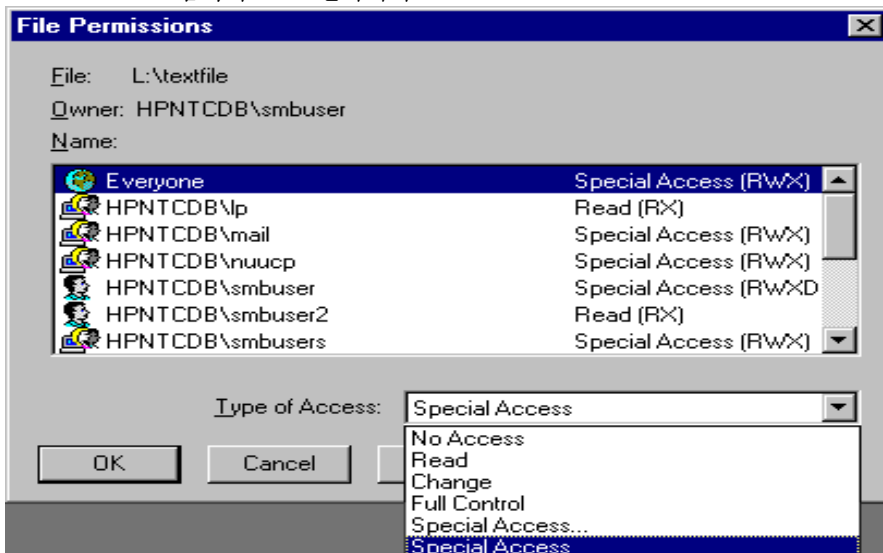 File Permissions
File: L:\textfile
Owner: HPNTCDB\smbuser
Name:
Everyone Special Access (RWX)
HPNTCDB\lp Read (RX)
HPNTCDB\mail Special Access (RWX)
HPNTCDB\nuucp Special Access (RWX)
HPNTCDB\smbuser Special Access (RWXD
HPNTCDB\smbuser2 Read (RX)
HPNTCDB\smbusers Special Access (RWX)
Type of Access: Special Access
No Access
OK Cancel Read
Change
Full Control
Special Access...
Special Access